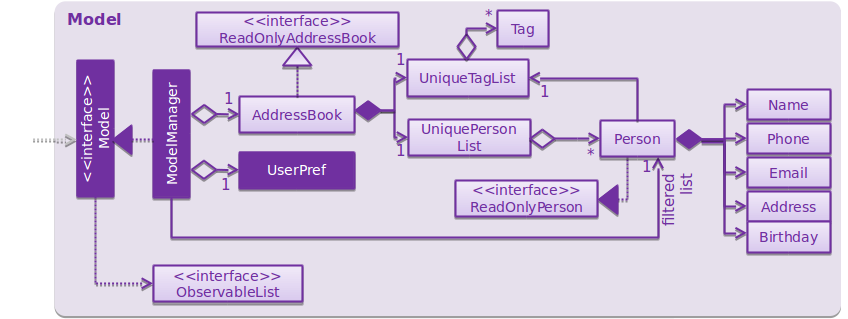 Model
<<interface>>
ReadOnlyAddressBook
*
Tag
<<interface>>
Model
ModelManager
1
AddressBook
1
UniqueTagList
1
1
UniquePerson
List
*
Person
1
UserPref
1
<<interface>>
ReadOnlyPerson
filtered
list
Name
Phone
Email
Address
Birthday
<<interface>>
ObservableList